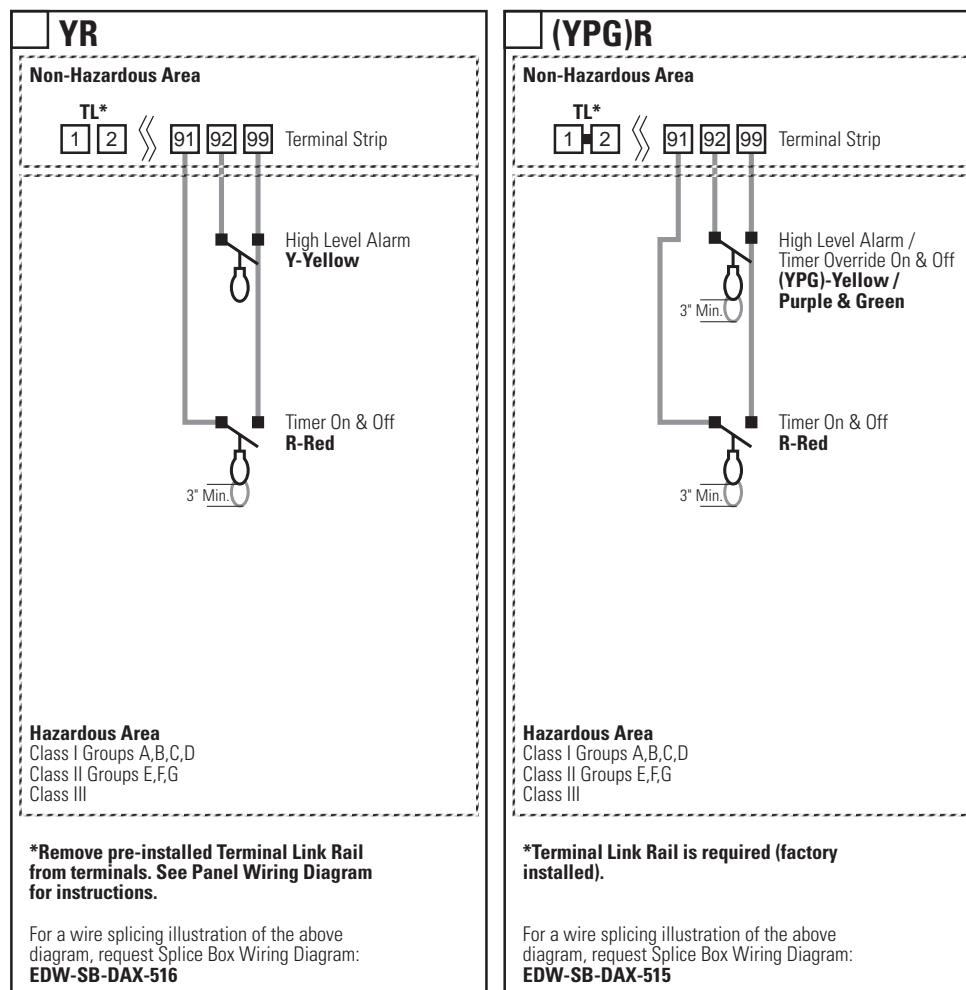 YR
Non-Hazardous Area
TL*
1 2 91 92 99 Terminal Strip
High Level Alarm
Y-Yellow
Timer On & Off
R-Red
3" Min.
Hazardous Area
Class I Groups A,B,C,D
Class II Groups E,F,G
Class III
*Remove pre-installed Terminal Link Rail
from terminals. See Panel Wiring Diagram
for instructions.
For a wire splicing illustration of the above
diagram, request Splice Box Wiring Diagram:
EDW-SB-DAX-516
(YPG)R
Non-Hazardous Area
TL*
1 2 91 92 99 Terminal Strip
High Level Alarm /
Timer Override On & Off
(YPG)-Yellow /
Purple & Green
3" Min.
Timer On & Off
R-Red
3" Min.
Hazardous Area
Class I Groups A,B,C,D
Class II Groups E,F,G
Class III
*Terminal Link Rail is required (factory
installed).
For a wire splicing illustration of the above
diagram, request Splice Box Wiring Diagram:
EDW-SB-DAX-515